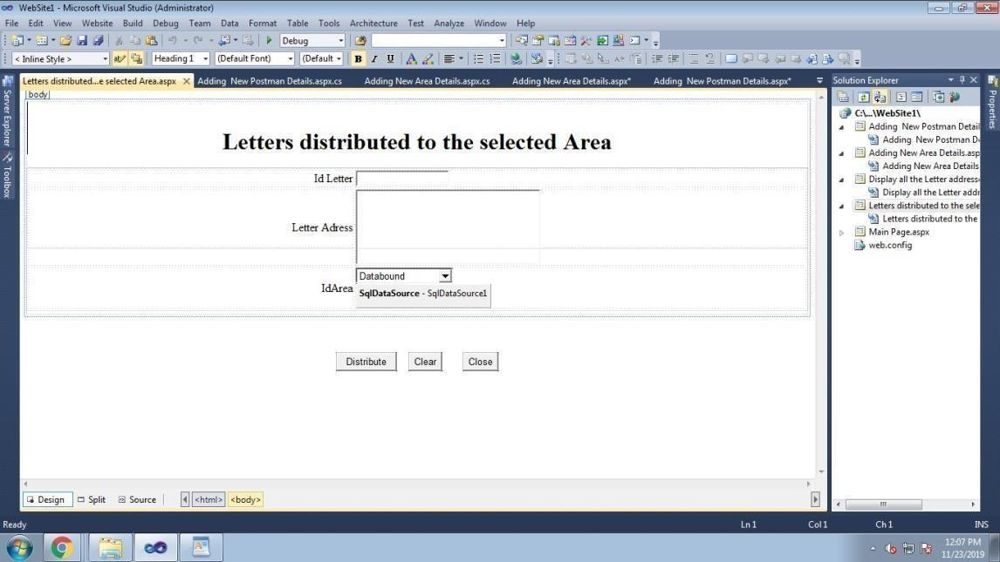 WebSite1 - Microsoft Visual Studio (Administrator)
File Edit View Website Build Debug Team Data Format Table Tools Architecture Test Analyze Window Help
Debug
< Inline Style > ab/ Heading 1 (Default Font) (Default B I U A
Letters distributed...e selected Area.aspx Adding New Postman Details.aspx.cs Adding New Area Details.aspx.cs Adding New Area Details.aspx* Adding New Postman Details.aspx*
Server Explorer
Toolbox
body
Letters distributed to the selected Area
Id Letter
Letter Adress
IdArea Databound
SqlDataSource - SqlDataSource1
Distribute Clear Close
Design Split Source <html> <body>
Solution Explorer
C:\...\WebSite1\
Adding New Postman Detail
Adding New Postman D
Adding New Area Details.asp
Adding New Area Details
Display all the Letter address
Display all the Letter addr
Letters distributed to the sele
Letters distributed to the
Main Page.aspx
web.config
Properties
Ready Ln 1 Col 1 Ch 1 INS
12:07 PM
11/23/2019